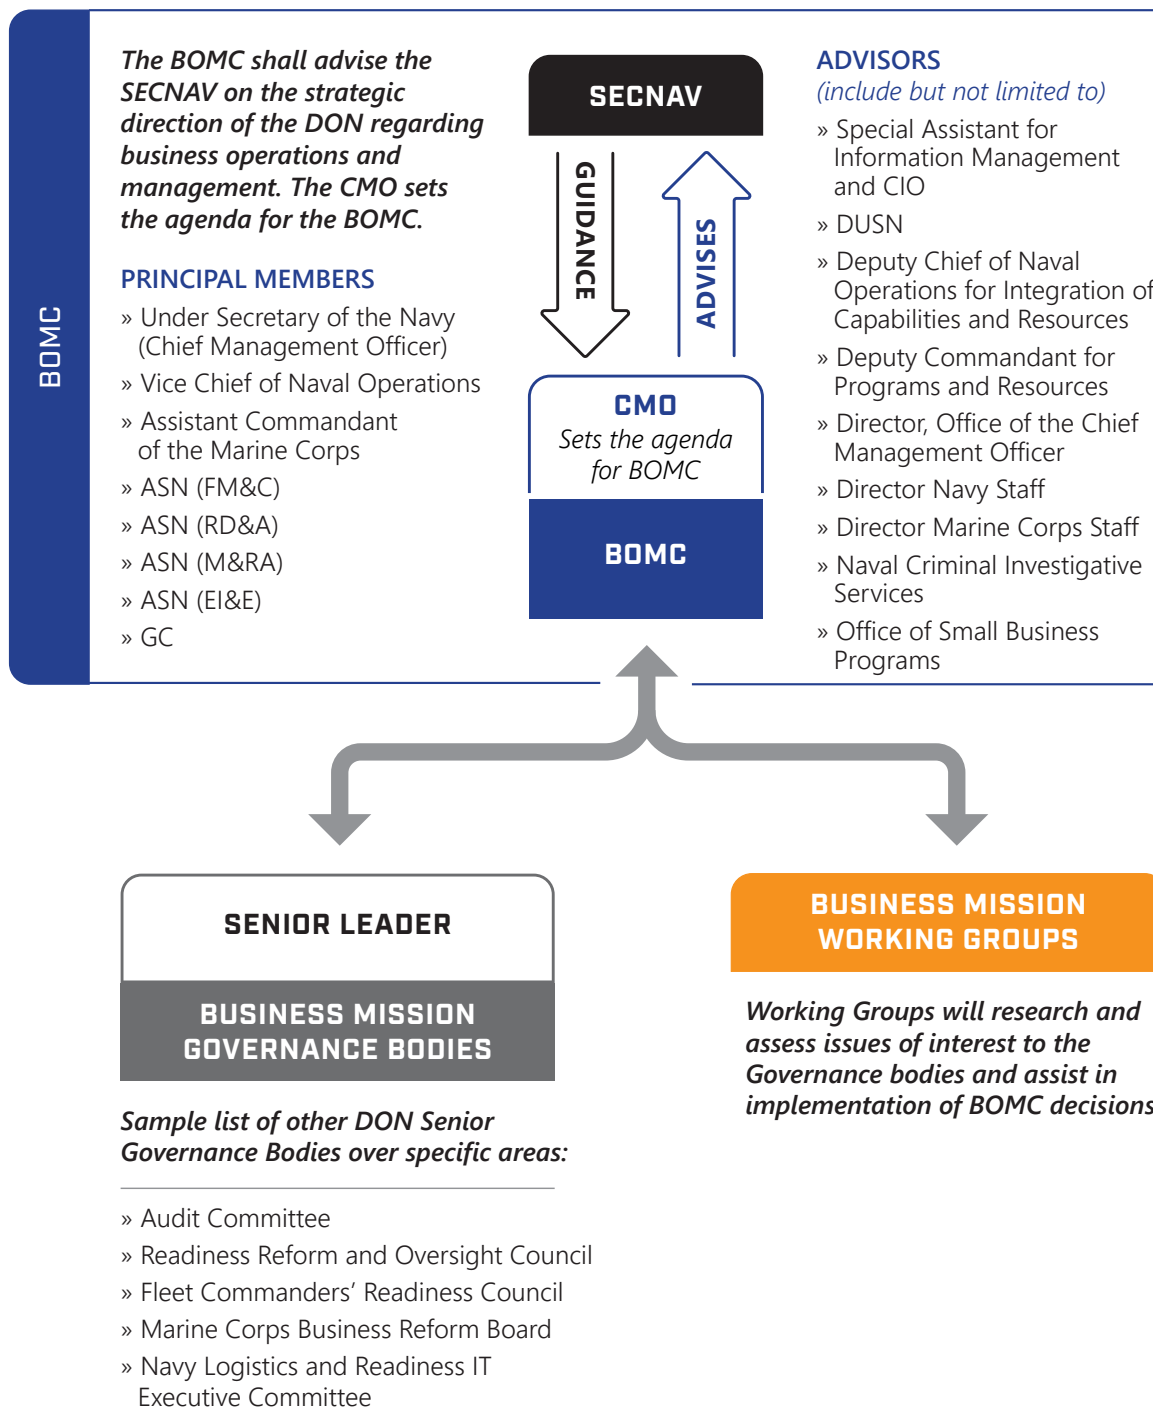 BOMC
The BOMC shall advise the
SECNAV on the strategic
direction of the DON regarding
business operations and
management. The CMO sets
the agenda for the BOMC.
PRINCIPAL MEMBERS
» Under Secretary of the Navy
(Chief Management Officer)
» Vice Chief of Naval Operations
» Assistant Commandant
of the Marine Corps
» ASN (FM&C)
» ASN (RD&A)
» ASN (M&RA)
» ASN (EI&E)
» GC
SECNAV
GUIDANCE
ADVISES
CMO
Sets the agenda
for BOMC
BOMC
ADVISORS
(include but not limited to)
» Special Assistant for
Information Management
and CIO
» DUSN
» Deputy Chief of Naval
Operations for Integration of
Capabilities and Resources
» Deputy Commandant for
Programs and Resources
» Director, Office of the Chief
Management Officer
» Director Navy Staff
» Director Marine Corps Staff
» Naval Criminal Investigative
Services
» Office of Small Business
Programs
SENIOR LEADER
BUSINESS MISSION
GOVERNANCE BODIES
Sample list of other DON Senior
Governance Bodies over specific areas:
» Audit Committee
» Readiness Reform and Oversight Council
» Fleet Commanders’ Readiness Council
» Marine Corps Business Reform Board
» Navy Logistics and Readiness IT
Executive Committee
BUSINESS MISSION
WORKING GROUPS
Working Groups will research and
assess issues of interest to the
Governance bodies and assist in
implementation of BOMC decisions